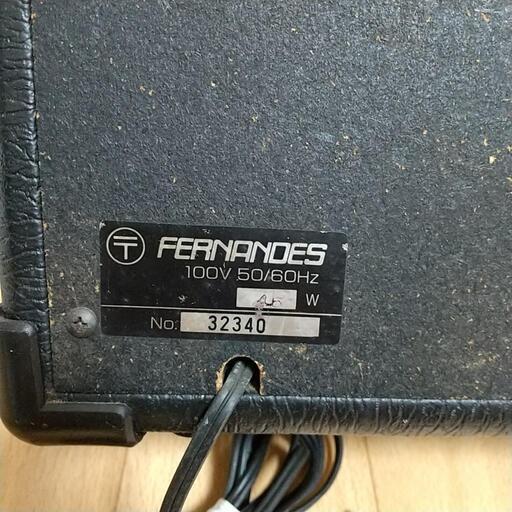 〒 FERNANDES
100V 50/60Hz
W
No. 32340